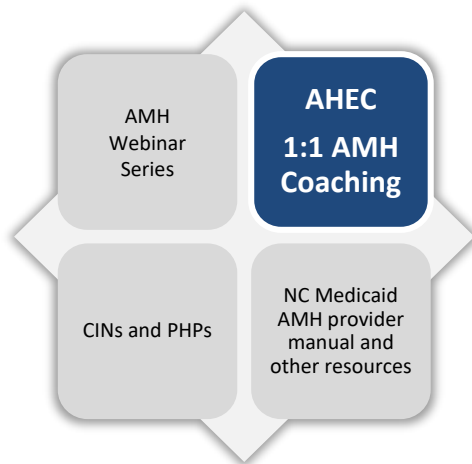 AMH
Webinar
Series
AHEC
1:1 AMH
Coaching
CINs and PHPs
NC Medicaid
AMH provider
manual and
other resources